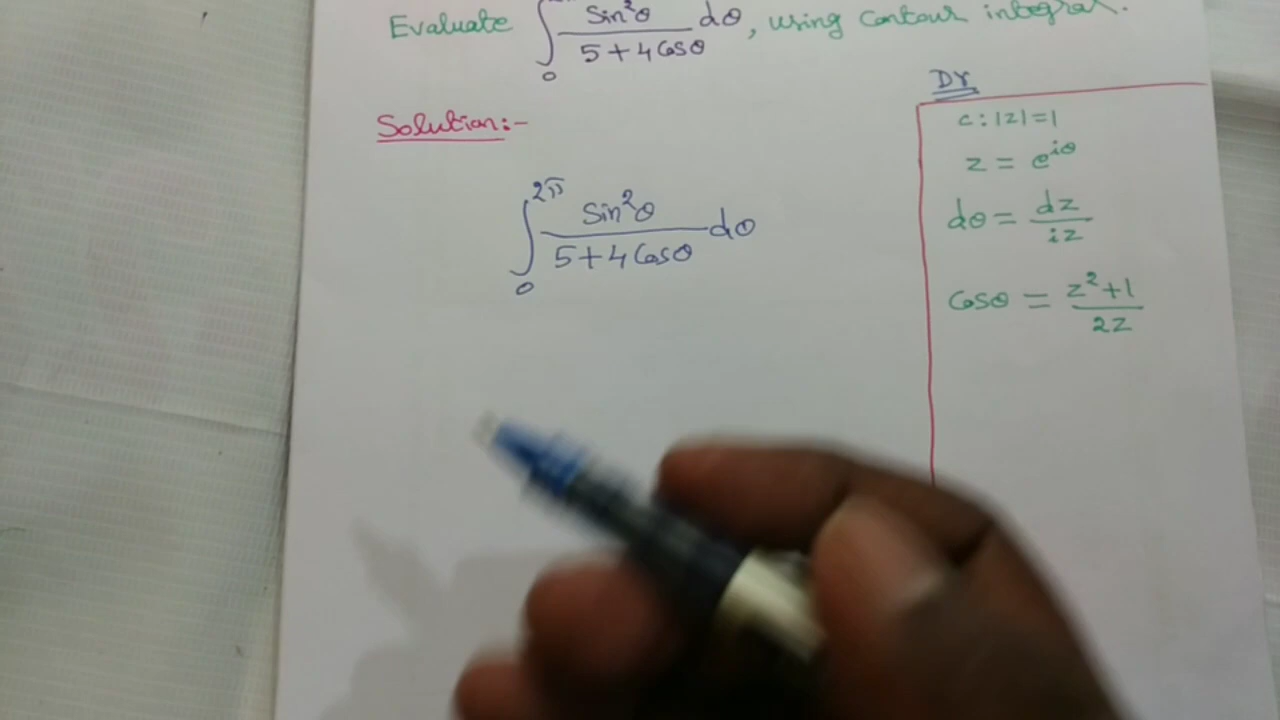 Evaluate ∫₀ sin²θ / 5+4cosθ dθ, using contour integral.
Solution:-
∫₀^2π sin²θ / 5+4cosθ dθ
DY
c:|z|=1
z = e^iθ
dθ = dz / iz
cosθ = z²+1 / 2z